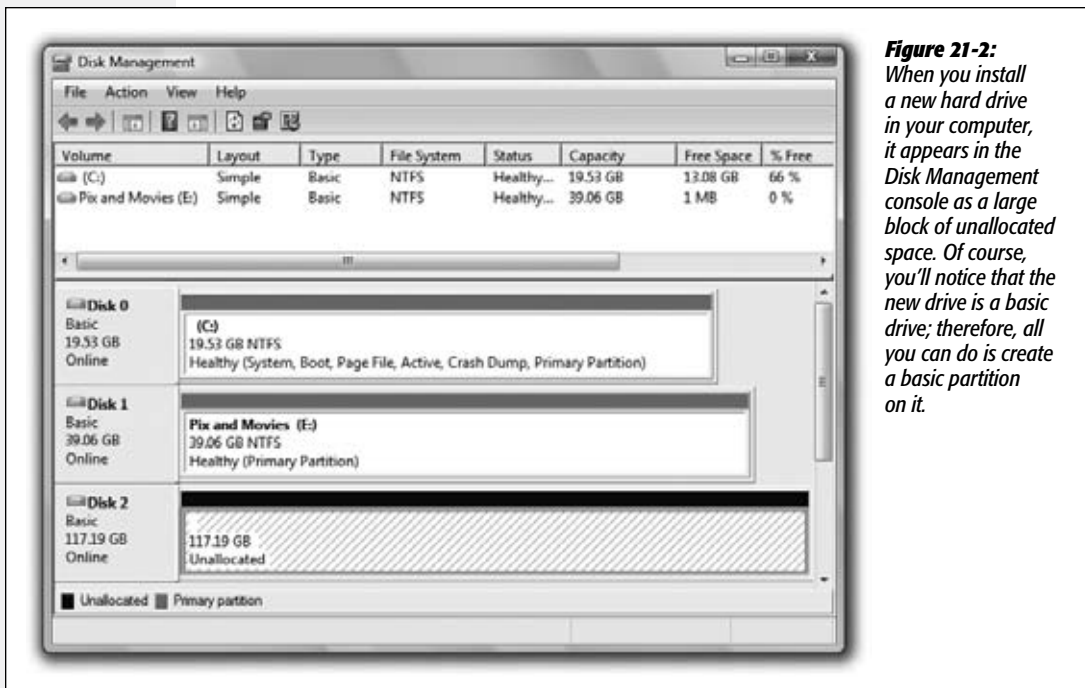 Disk Management
File Action View Help
Volume Layout Type File System Status Capacity Free Space % Free
(C:) Simple Basic NTFS Healthy... 19.53 GB 13.08 GB 66 %
Pix and Movies (E:) Simple Basic NTFS Healthy... 39.06 GB 1 MB 0 %
Disk 0
Basic
19.53 GB
Online
(C:)
19.53 GB NTFS
Healthy (System, Boot, Page File, Active, Crash Dump, Primary Partition)
Disk 1
Basic
39.06 GB
Online
Pix and Movies (E:)
39.06 GB NTFS
Healthy (Primary Partition)
Disk 2
Basic
117.19 GB
Online
117.19 GB
Unallocated
Unallocated Primary partition
Figure 21-2:
When you install
a new hard drive
in your computer,
it appears in the
Disk Management
console as a large
block of unallocated
space. Of course,
you'll notice that the
new drive is a basic
drive; therefore, all
you can do is create
a basic partition
on it.